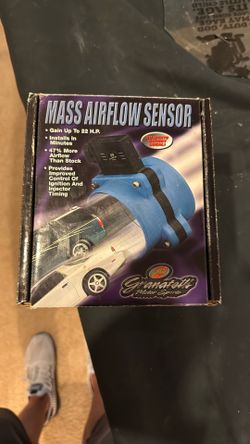 MASS AIRFLOW SENSOR
• Gain Up To 22 H.P.
• Installs in
Minutes
• 47% More
Airflow
Than Stock
• Provides
Improved
Control Of
Ignition And
Injector
Timing
Granatelli
Motor Sports